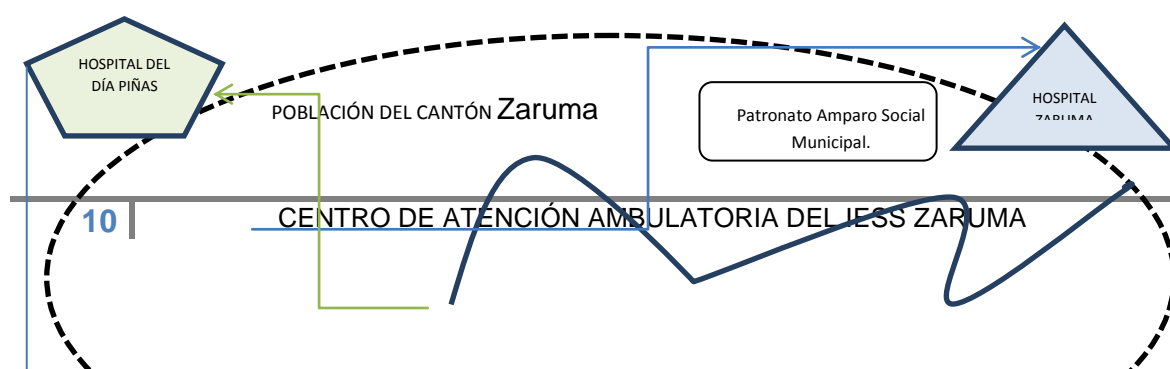 HOSPITAL DEL
DÍA PIÑAS
POBLACIÓN DEL CANTÓN Zaruma
Patronato Amparo Social
Municipal.
HOSPITAL
ZARUMA
10
CENTRO DE ATENCIÓN AMBULATORIA DEL IESS ZARUMA